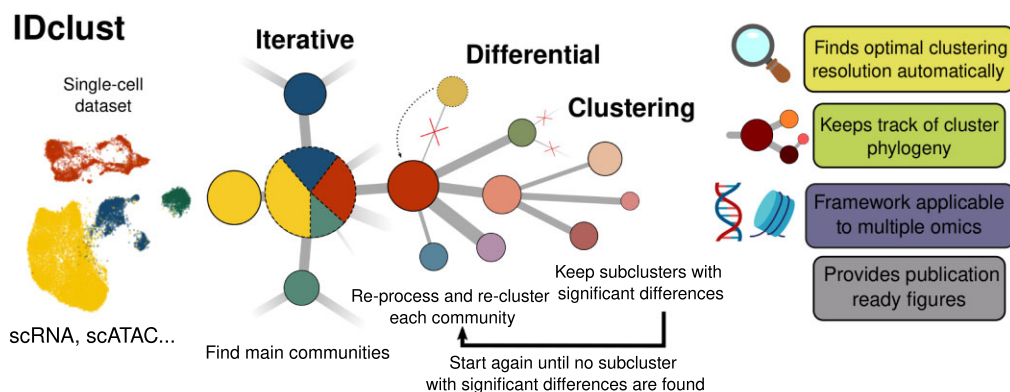 IDclust
Single-cell
dataset
scRNA, scATAC...
Iterative
Differential
Clustering
Find main communities
Re-process and re-cluster
each community
Keep subclusters with
significant differences
Start again until no subcluster
with significant differences are found
Finds optimal clustering
resolution automatically
Keeps track of cluster
phylogeny
Framework applicable
to multiple omics
Provides publication
ready figures